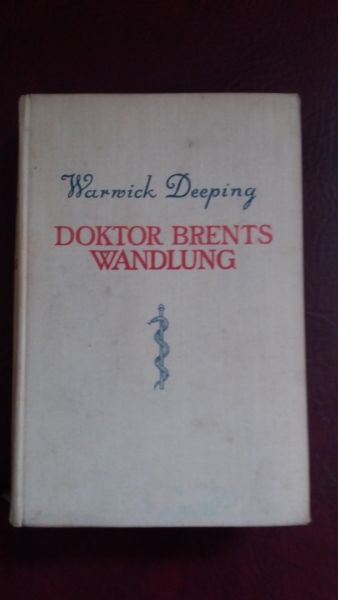 Warwick Deeping
DOKTOR BRENTS
WANDLUNG